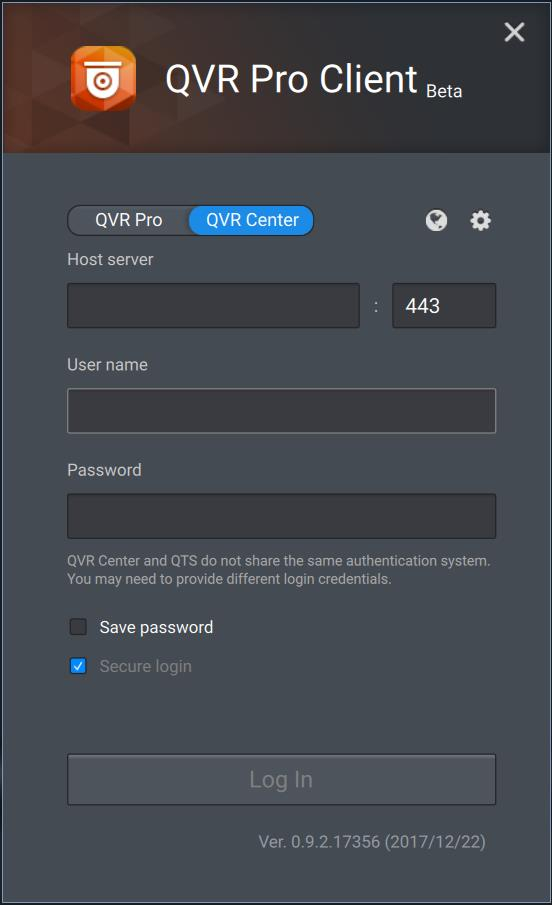 QVR Pro Client Beta
QVR Pro QVR Center
Host server
: 443
User name
Password
QVR Center and QTS do not share the same authentication system.
You may need to provide different login credentials.
Save password
Secure login
Log In
Ver. 0.9.2.17356 (2017/12/22)